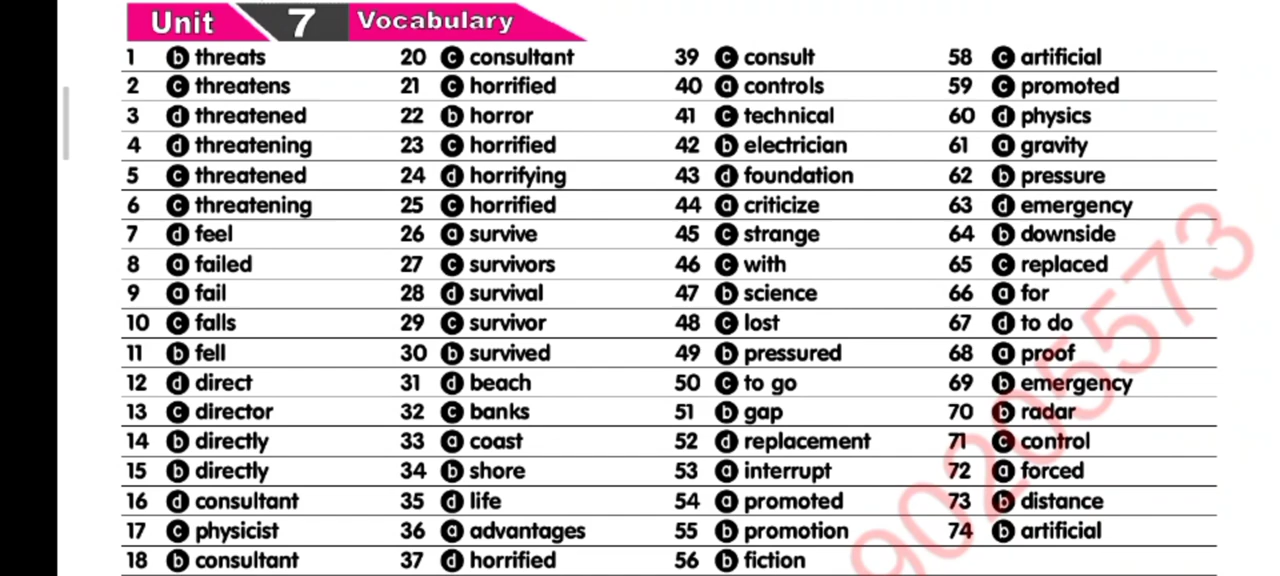 Unit 7 Vocabulary
1 b threats
2 c threatens
3 d threatened
4 d threatening
5 c threatened
6 c threatening
7 d feel
8 a failed
9 a fail
10 c falls
11 b fell
12 d direct
13 c director
14 b directly
15 b directly
16 d consultant
17 c physicist
18 b consultant
20 c consultant
21 c horrified
22 b horror
23 c horrified
24 d horrifying
25 c horrified
26 a survive
27 c survivors
28 d survival
29 c survivor
30 b survived
31 d beach
32 c banks
33 a coast
34 b shore
35 d life
36 a advantages
37 d horrified
39 c consult
40 a controls
41 c technical
42 b electrician
43 d foundation
44 a criticize
45 c strange
46 c with
47 b science
48 c lost
49 b pressured
50 c to go
51 b gap
52 d replacement
53 a interrupt
54 a promoted
55 b promotion
56 b fiction
58 c artificial
59 c promoted
60 d physics
61 a gravity
62 b pressure
63 d emergency
64 b downside
65 c replaced
66 a for
67 d to do
68 a proof
69 b emergency
70 b radar
71 c control
72 a forced
73 b distance
74 b artificial
90205573